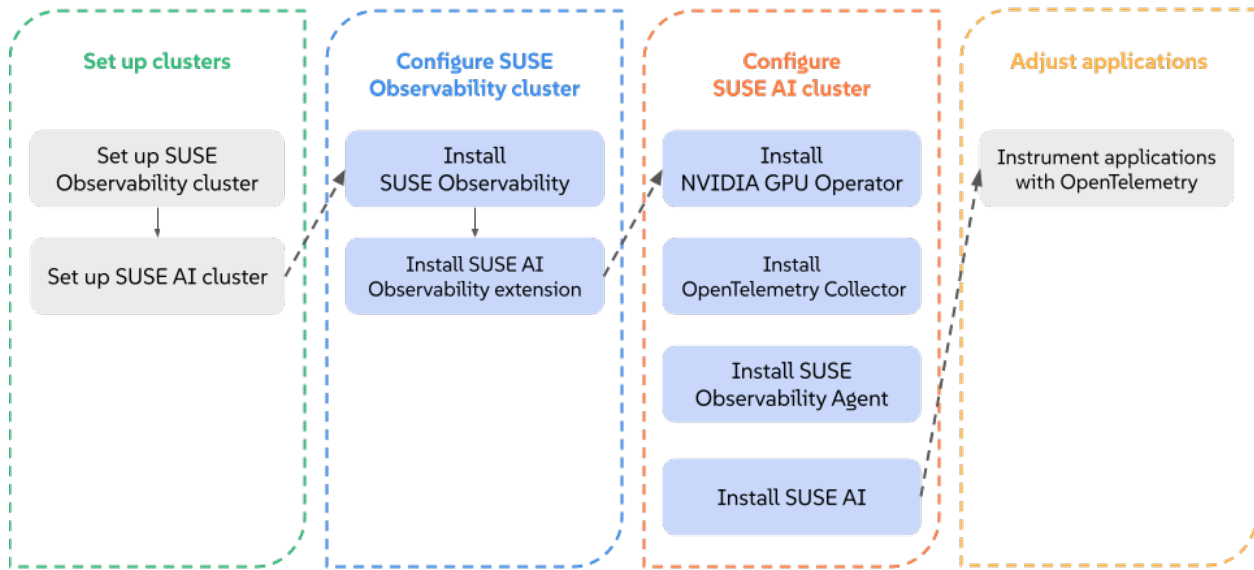 Set up clusters
Set up SUSE
Observability cluster
Set up SUSE AI cluster
Configure SUSE
Observability cluster
Install
SUSE Observability
Install SUSE AI
Observability extension
Configure
SUSE AI cluster
Install
NVIDIA GPU Operator
Install
OpenTelemetry Collector
Install SUSE
Observability Agent
Install SUSE AI
Adjust applications
Instrument applications
with OpenTelemetry